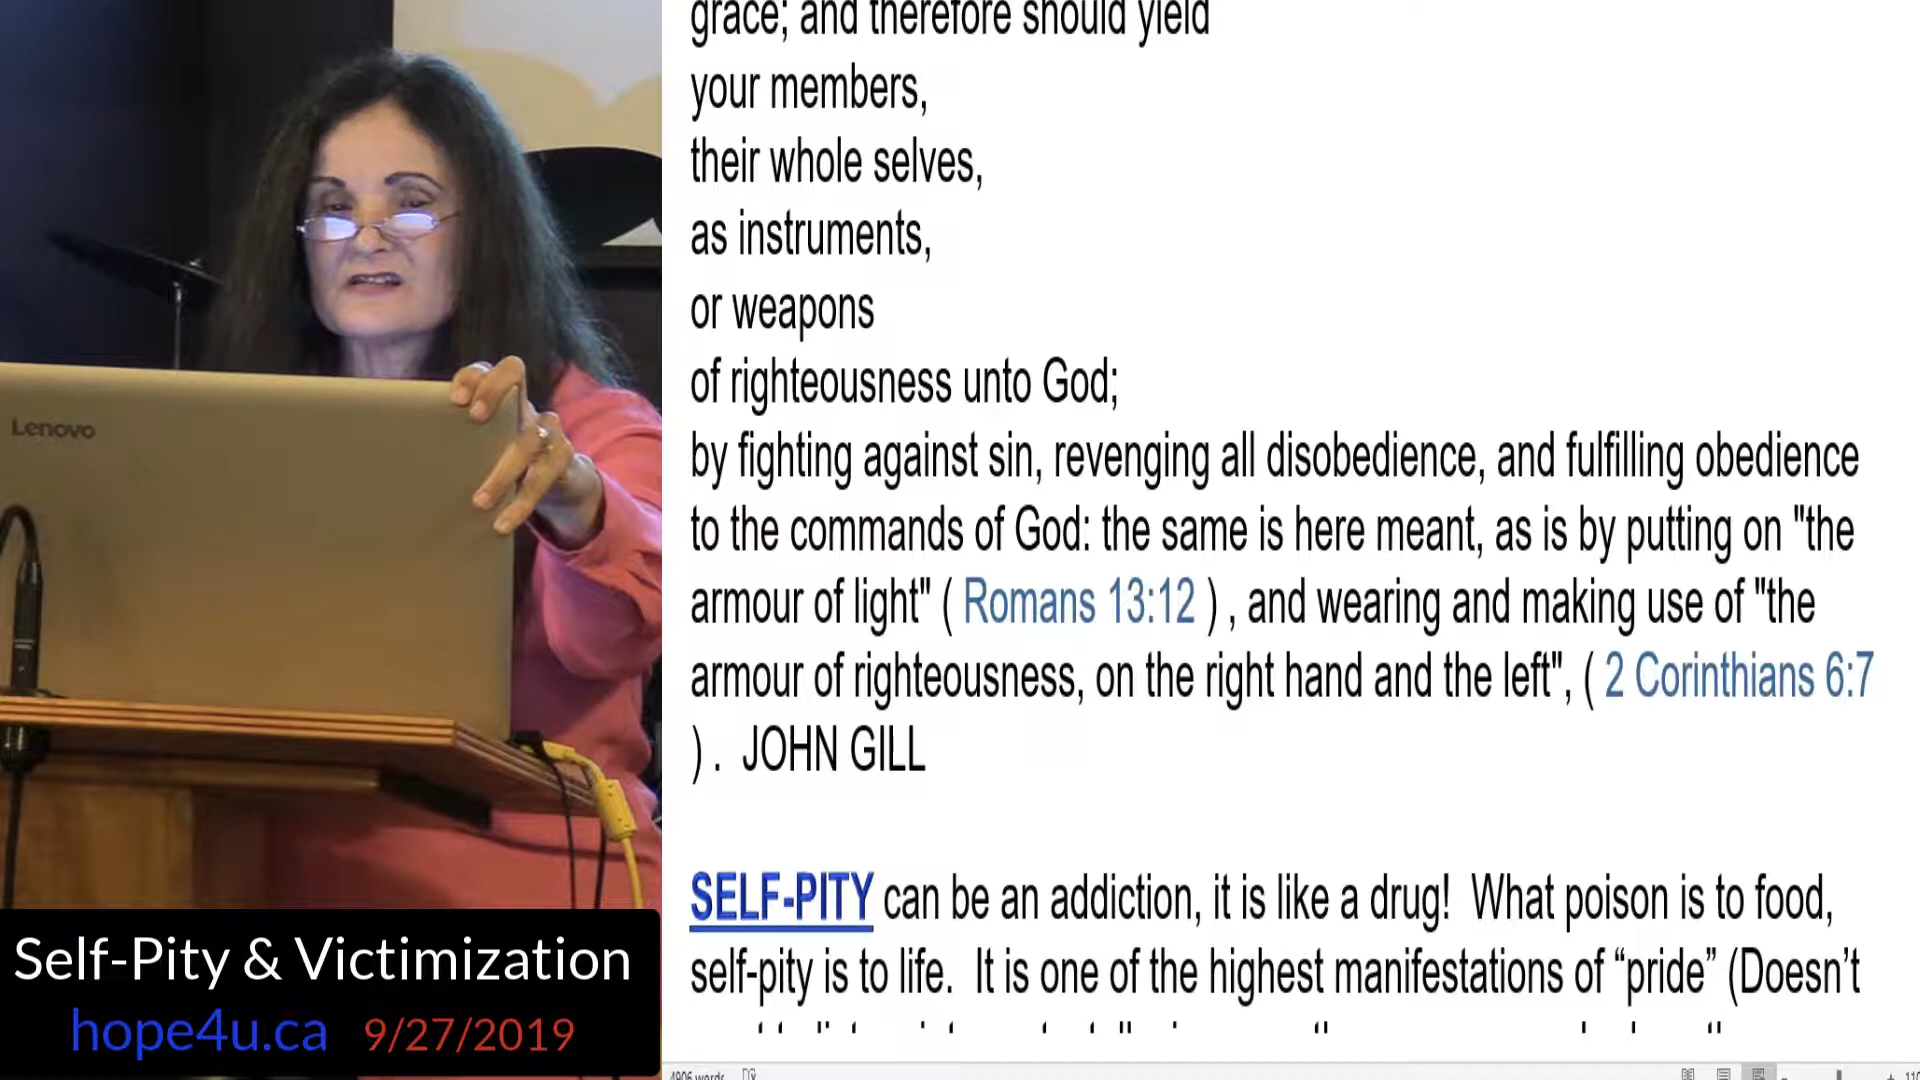 grace; and therefore should yield
your members,
their whole selves,
as instruments,
or weapons
of righteousness unto God;
by fighting against sin, revenging all disobedience, and fulfilling obedience
to the commands of God: the same is here meant, as is by putting on "the
armour of light" ( Romans 13:12 ) , and wearing and making use of "the
armour of righteousness, on the right hand and the left", ( 2 Corinthians 6:7
) .  JOHN GILL
SELF-PITY can be an addiction, it is like a drug!  What poison is to food,
self-pity is to life.  It is one of the highest manifestations of “pride” (Doesn’t
4906 words
110
Lenovo
Self-Pity & Victimization
hope4u.ca 9/27/2019